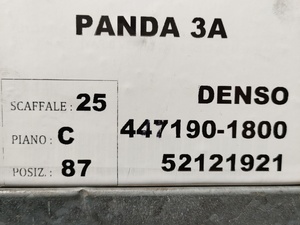 PANDA 3A
SCAFFALE : 25
PIANO : C
POSIZ. : 87
DENSO
447190-1800
52121921